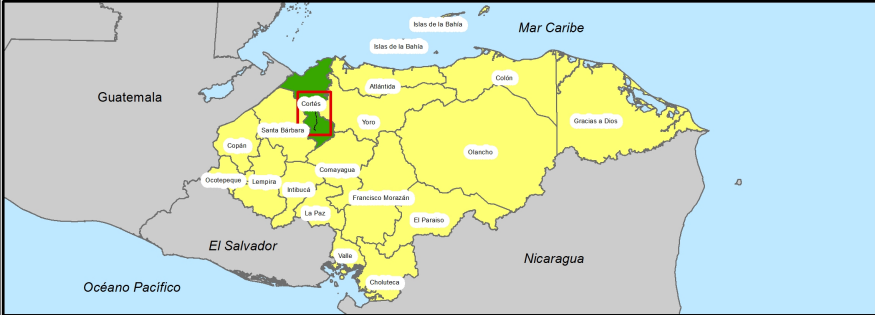 Islas de la Bahía
Mar Caribe
Islas de la Bahía
Colón
Atlántida
Guatemala
Cortés
Gracias a Dios
Yoro
Santa Bárbara
Copán
Olancho
Comayagua
Ocotepeque
Lempira
Intibucá
Francisco Morazán
La Paz
El Paraiso
El Salvador
Valle
Nicaragua
Choluteca
Océano Pacífico